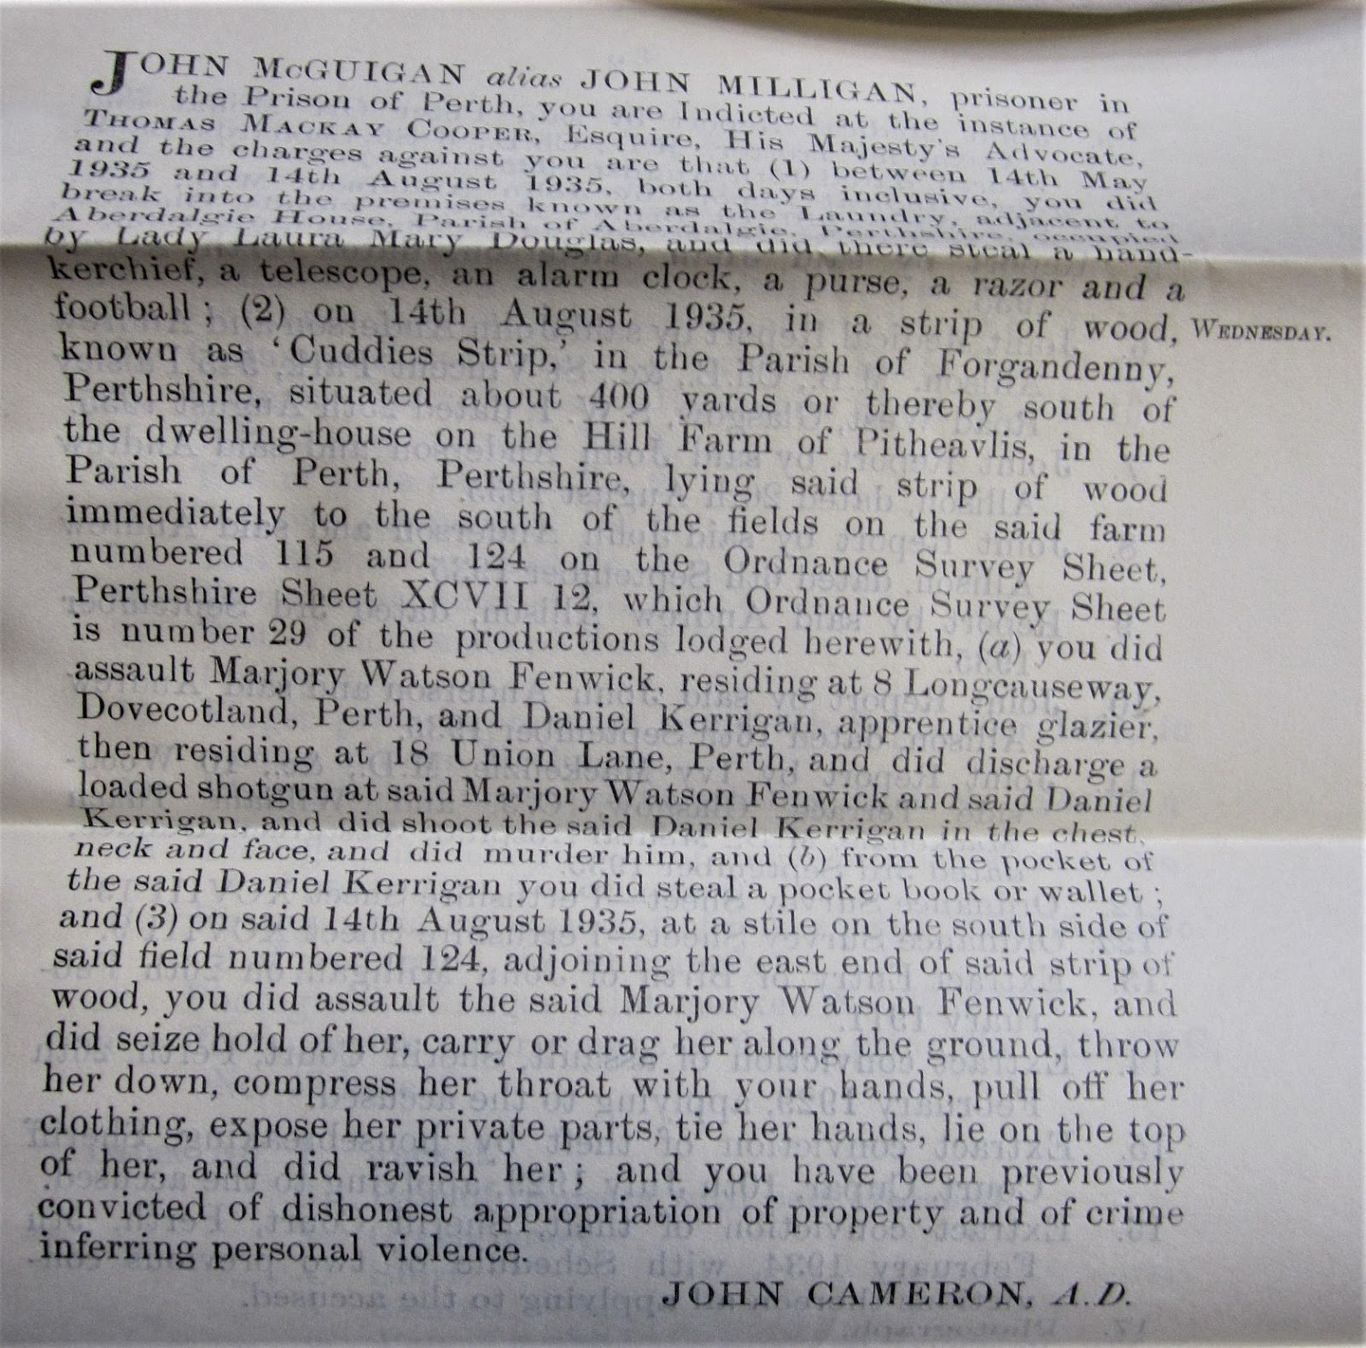 JOHN McGUIGAN alias JOHN MILLIGAN, prisoner in
the Prison of Perth, you are Indicted at the instance of
THOMAS MACKAY COOPER, Esquire, His Majesty's Advocate,
and the charges against you are that (1) between 14th May
1935 and 14th August 1935, both days inclusive, you did
break into the premises known as the Laundry, adjacent to
Aberdalgie House, Parish of Aberdalgie, Perthshire, occupied
by Lady Laura Mary Douglas, and did there steal a hand-
kerchief, a telescope, an alarm clock, a purse, a razor and a
football; (2) on 14th August 1935, in a strip of wood, WEDNESDAY.
known as 'Cuddies Strip,' in the Parish of Forgandenny,
Perthshire, situated about 400 yards or thereby south of
the dwelling-house on the Hill Farm of Pitheavlis, in the
Parish of Perth, Perthshire, lying said strip of wood
immediately to the south of the fields on the said farm
numbered 115 and 124 on the Ordnance Survey Sheet,
Perthshire Sheet XCVII 12, which Ordnance Survey Sheet
is number 29 of the productions lodged herewith, (a) you did
assault Marjory Watson Fenwick, residing at 8 Longcauseway,
Dovecotland, Perth, and Daniel Kerrigan, apprentice glazier,
then residing at 18 Union Lane, Perth, and did discharge a
loaded shotgun at said Marjory Watson Fenwick and said Daniel
Kerrigan, and did shoot the said Daniel Kerrigan in the chest,
neck and face, and did murder him, and (b) from the pocket of
the said Daniel Kerrigan you did steal a pocket book or wallet;
and (3) on said 14th August 1935, at a stile on the south side of
said field numbered 124, adjoining the east end of said strip of
wood, you did assault the said Marjory Watson Fenwick, and
did seize hold of her, carry or drag her along the ground, throw
her down, compress her throat with your hands, pull off her
clothing, expose her private parts, tie her hands, lie on the top
of her, and did ravish her; and you have been previously
convicted of dishonest appropriation of property and of crime
inferring personal violence.
JOHN CAMERON, A.D.